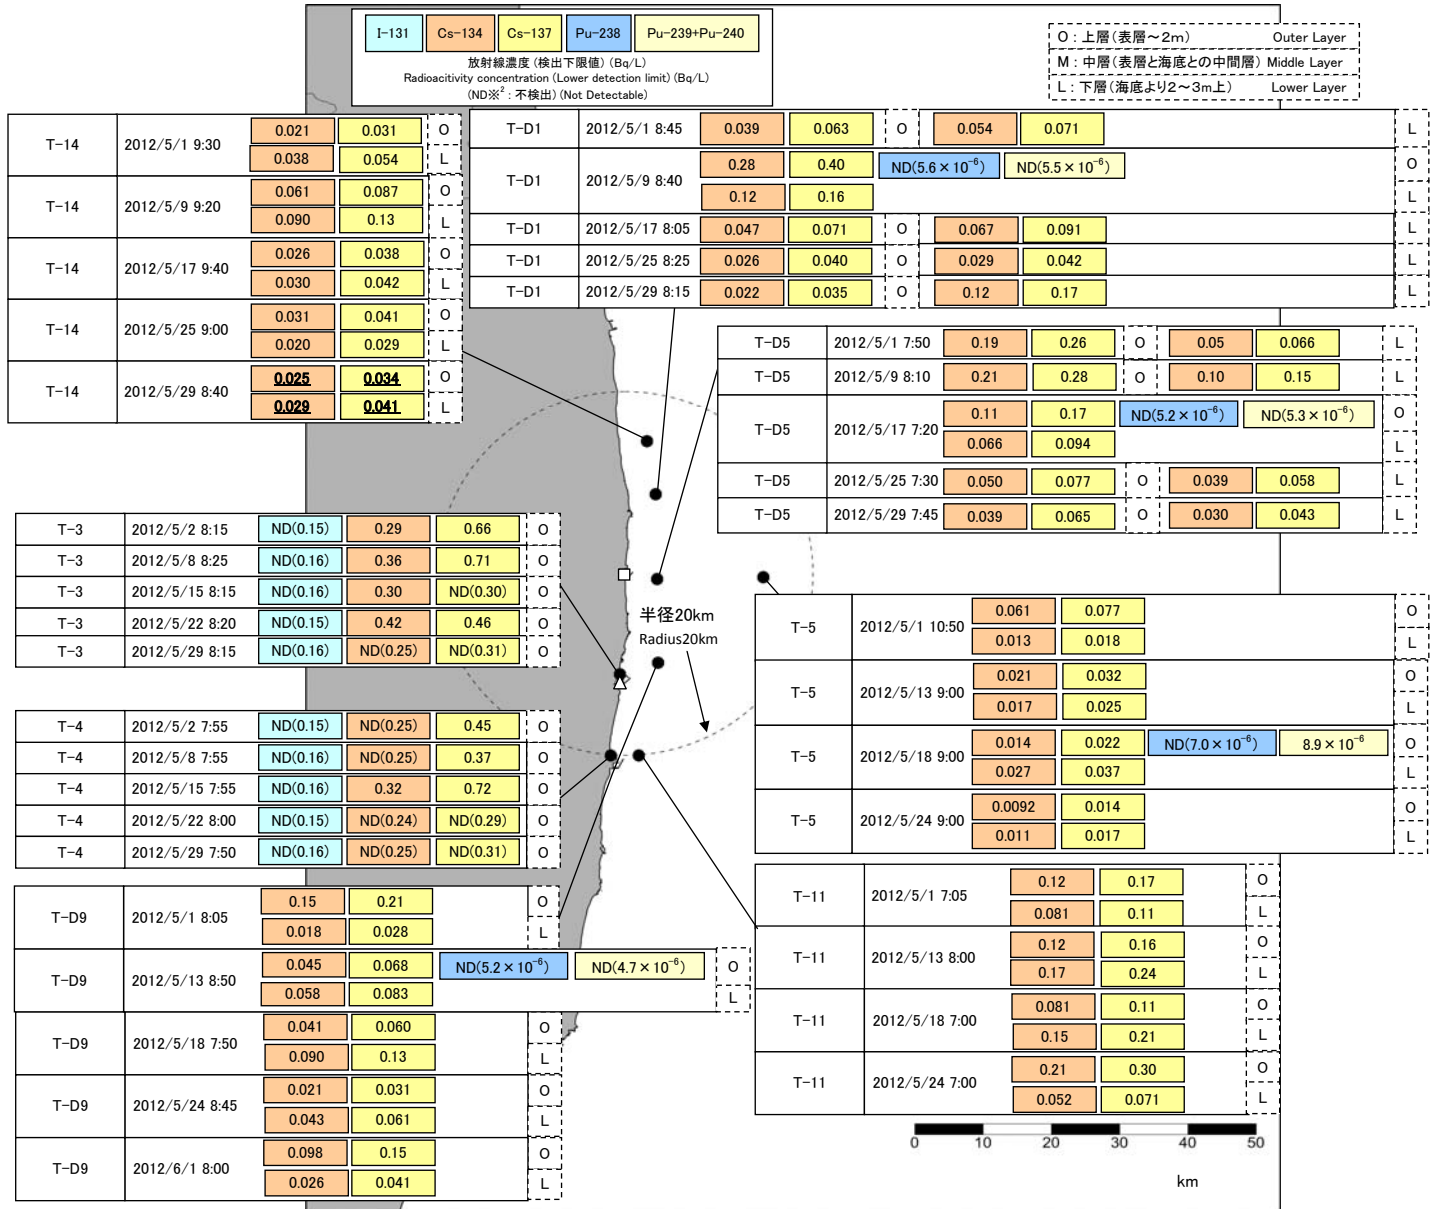 I-131 Cs-134 Cs-137 Pu-238 Pu-239+Pu-240
放射線濃度 (検出下限値) (Bq/L)
Radioacitivity concentration (Lower detection limit) (Bq/L)
(ND※2 : 不検出) (Not Detectable)
O : 上層(表層~2m) Outer Layer
M : 中層(表層と海底との中間層) Middle Layer
L : 下層(海底より2~3m上) Lower Layer
T-14 2012/5/1 9:30 0.021 0.031 O
0.038 0.054 L
T-14 2012/5/9 9:20 0.061 0.087 O
0.090 0.13 L
T-14 2012/5/17 9:40 0.026 0.038 O
0.030 0.042 L
T-14 2012/5/25 9:00 0.031 0.041 O
0.020 0.029 L
T-14 2012/5/29 8:40 0.025 0.034 O
0.029 0.041 L
T-D1 2012/5/1 8:45 0.039 0.063 O 0.054 0.071 L
T-D1 2012/5/9 8:40 0.28 0.40 ND(5.6×10−6) ND(5.5×10−6) O
0.12 0.16 L
T-D1 2012/5/17 8:05 0.047 0.071 O 0.067 0.091 L
T-D1 2012/5/25 8:25 0.026 0.040 O 0.029 0.042 L
T-D1 2012/5/29 8:15 0.022 0.035 O 0.12 0.17 L
T-D5 2012/5/1 7:50 0.19 0.26 O 0.05 0.066 L
T-D5 2012/5/9 8:10 0.21 0.28 O 0.10 0.15 L
T-D5 2012/5/17 7:20 0.11 0.17 ND(5.2×10−6) ND(5.3×10−6) O
0.066 0.094 L
T-D5 2012/5/25 7:30 0.050 0.077 O 0.039 0.058 L
T-D5 2012/5/29 7:45 0.039 0.065 O 0.030 0.043 L
T-3 2012/5/2 8:15 ND(0.15) 0.29 0.66 O
T-3 2012/5/8 8:25 ND(0.16) 0.36 0.71 O
T-3 2012/5/15 8:15 ND(0.16) 0.30 ND(0.30) O
T-3 2012/5/22 8:20 ND(0.15) 0.42 0.46 O
T-3 2012/5/29 8:15 ND(0.16) ND(0.25) ND(0.31) O
半径20km
Radius20km
T-5 2012/5/1 10:50 0.061 0.077 O
0.013 0.018 L
T-5 2012/5/13 9:00 0.021 0.032 O
0.017 0.025 L
T-5 2012/5/18 9:00 0.014 0.022 ND(7.0×10−6) 8.9×10−6 O
0.027 0.037 L
T-5 2012/5/24 9:00 0.0092 0.014 O
0.011 0.017 L
T-4 2012/5/2 7:55 ND(0.15) ND(0.25) 0.45 O
T-4 2012/5/8 7:55 ND(0.16) ND(0.25) 0.37 O
T-4 2012/5/15 7:55 ND(0.16) 0.32 0.72 O
T-4 2012/5/22 8:00 ND(0.15) ND(0.24) ND(0.29) O
T-4 2012/5/29 7:50 ND(0.16) ND(0.25) ND(0.31) O
T-D9 2012/5/1 8:05 0.15 0.21 O
0.018 0.028 L
T-D9 2012/5/13 8:50 0.045 0.068 ND(5.2×10−6) ND(4.7×10−6) O
0.058 0.083 L
T-D9 2012/5/18 7:50 0.041 0.060 O
0.090 0.13 L
T-D9 2012/5/24 8:45 0.021 0.031 O
0.043 0.061 L
T-D9 2012/6/1 8:00 0.098 0.15 O
0.026 0.041 L
T-11 2012/5/1 7:05 0.12 0.17 O
0.081 0.11 L
T-11 2012/5/13 8:00 0.12 0.16 O
0.17 0.24 L
T-11 2012/5/18 7:00 0.081 0.11 O
0.15 0.21 L
T-11 2012/5/24 7:00 0.21 0.30 O
0.052 0.071 L
0 10 20 30 40 50
km